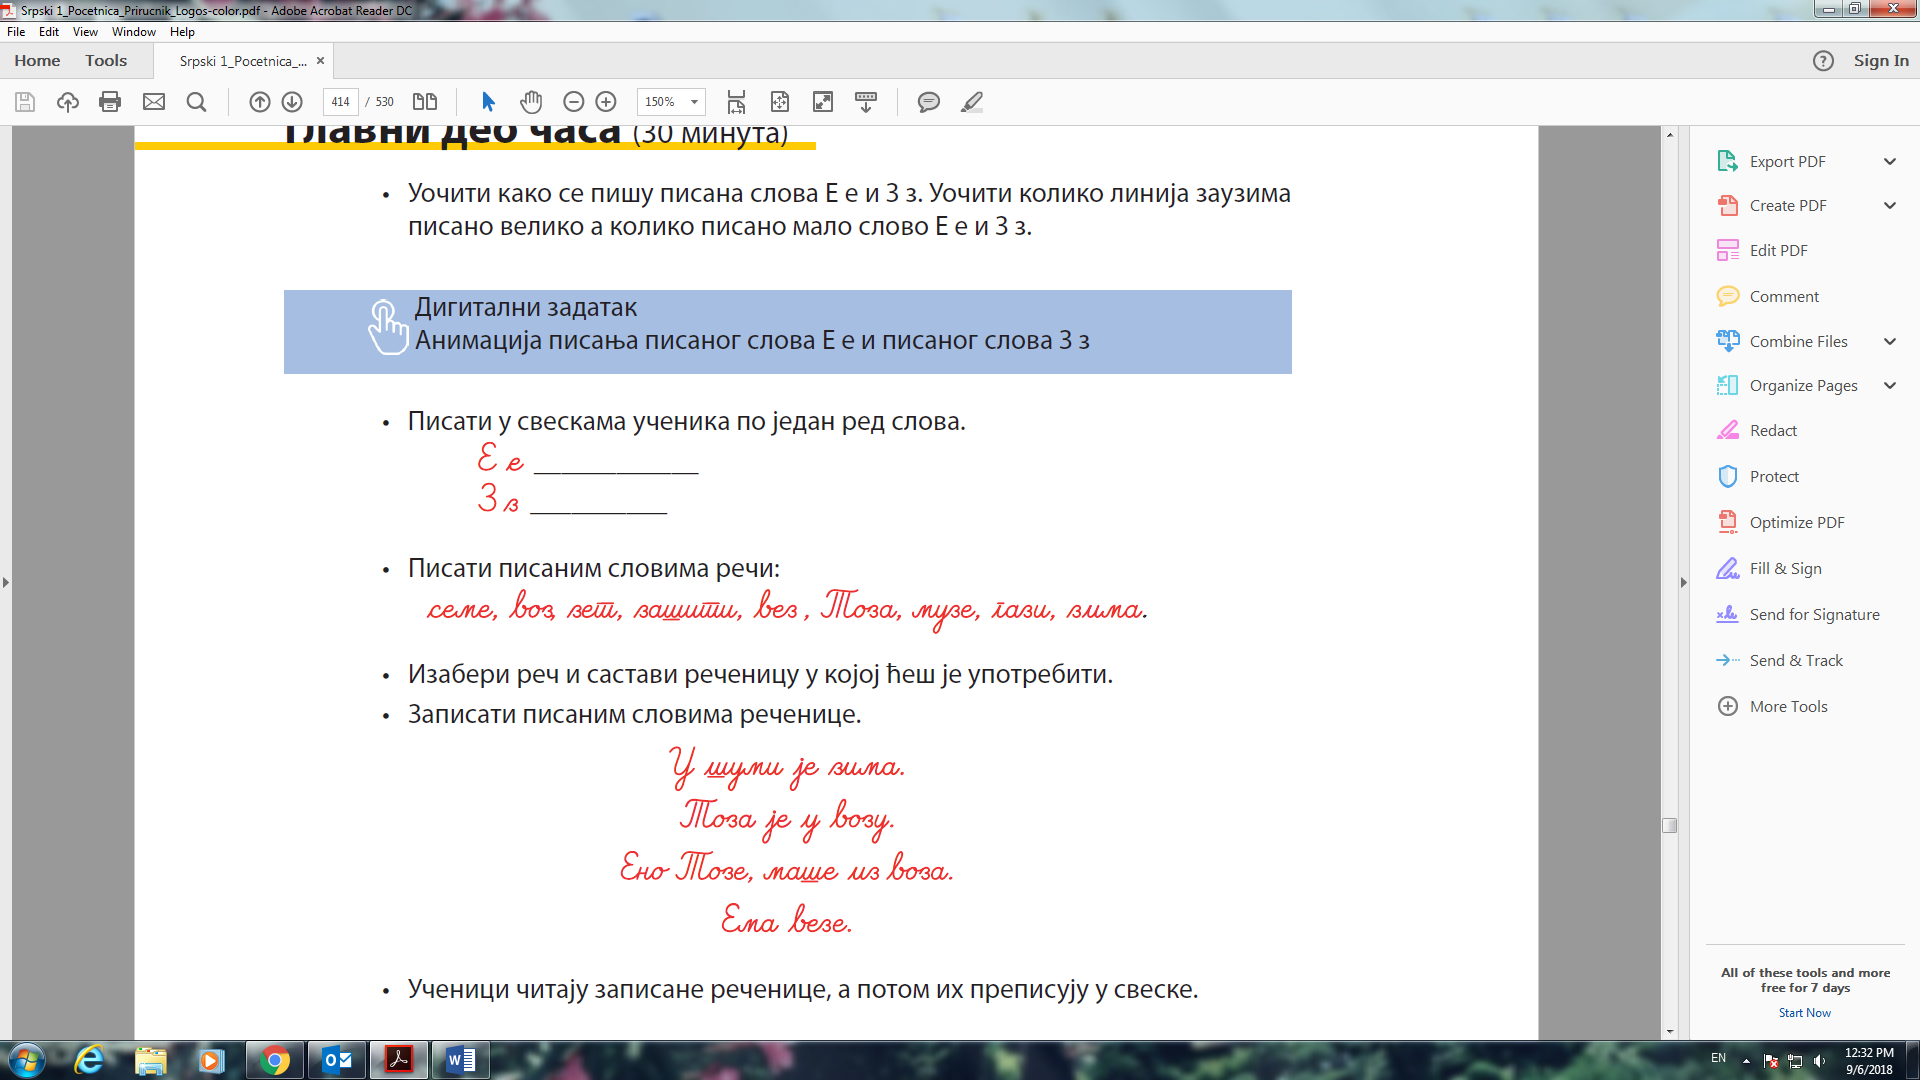 Srpski 1_Pocetnica_Prirucnik_Logos-color.pdf - Adobe Acrobat Reader DC
File Edit View Window Help
Home Tools Srpski 1_Pocetnica_... × Sign In
414 / 530 150%
Главни део часа (30 минута)
• Уочити како се пишу писана слова Е е и З з. Уочити колико линија заузима
писано велико а колико писано мало слово Е е и З з.
Дигитални задатак
Анимација писања писаног слова Е е и писаног слова З з
• Писати у свескама ученика по један ред слова.
Е е ____________
З з __________
• Писати писаним словима речи:
семе, воз, зет, зашити, вез , Тоза, музе, гази, зима.
• Изабери реч и састави реченицу у којој ћеш је употребити.
• Записати писаним словима реченице.
У шуми је зима.
Тоза је у возу.
Ено Тозе, маше из воза.
Ема везе.
• Ученици читају записане реченице, а потом их преписују у свеске.
Export PDF
Create PDF
Edit PDF
Comment
Combine Files
Organize Pages
Redact
Protect
Optimize PDF
Fill & Sign
Send for Signature
Send & Track
More Tools
All of these tools and more
free for 7 days
Start Now
EN
12:32 PM
9/6/2018